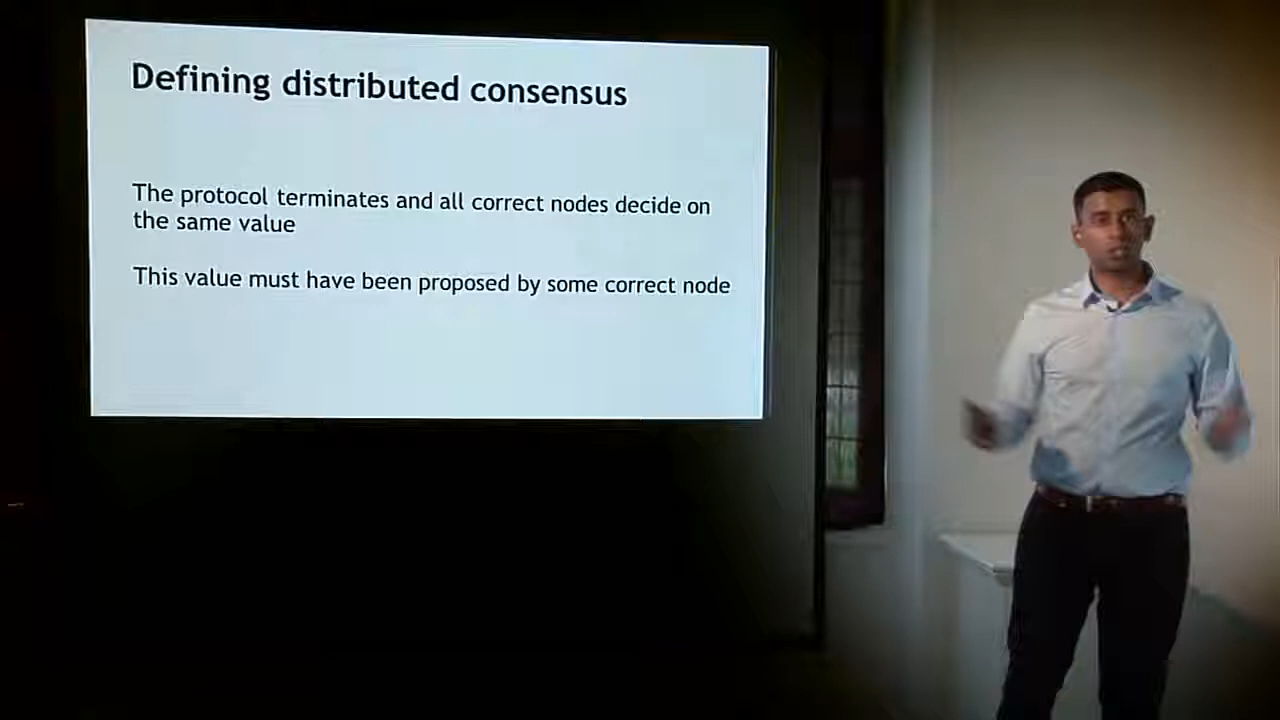 Defining distributed consensus
The protocol terminates and all correct nodes decide on
the same value
This value must have been proposed by some correct node